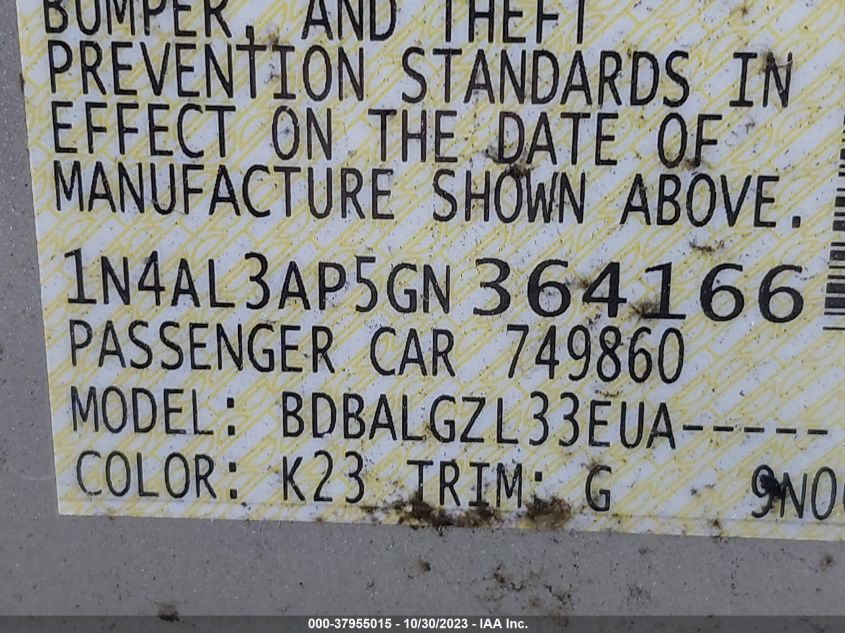 BUMPER, AND THEFT
PREVENTION STANDARDS IN
EFFECT ON THE DATE OF
MANUFACTURE SHOWN ABOVE.
1N4AL3AP5GN364166
PASSENGER CAR 749860
MODEL: BDBALGZL33EUA-----
COLOR: K23 TRIM: G
000-37955015 - 10/30/2023 - IAA Inc.